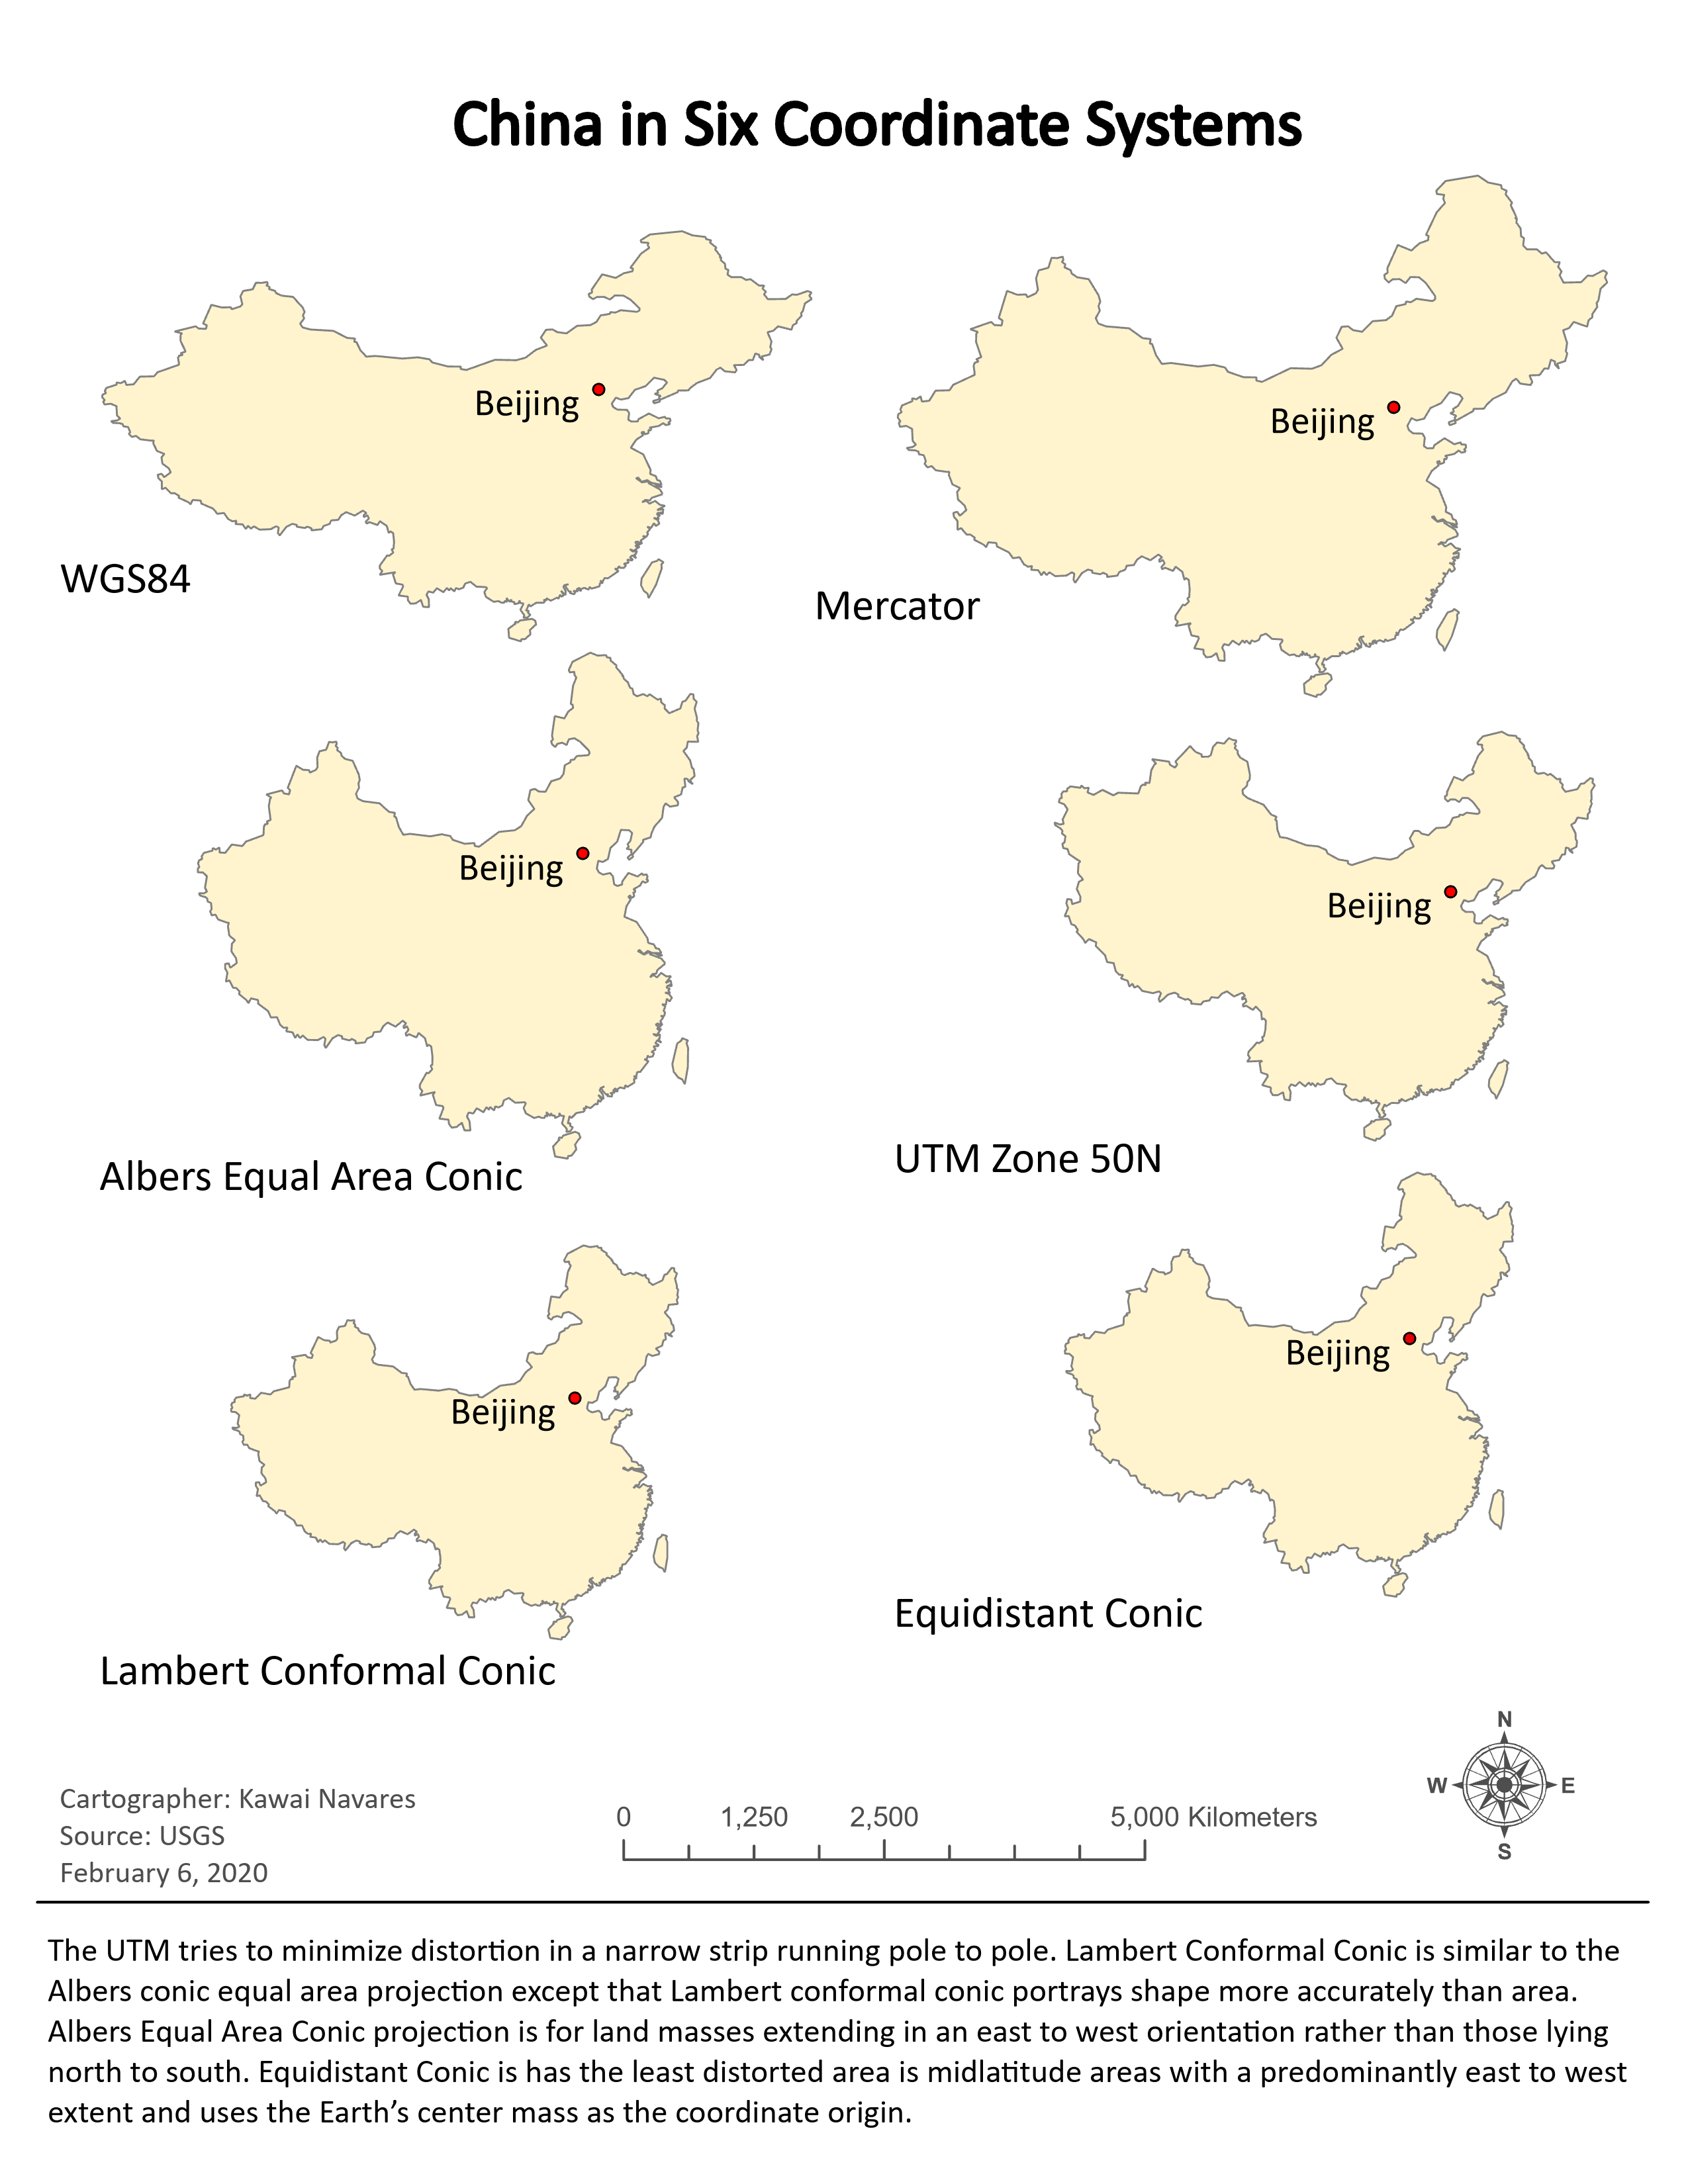 China in Six Coordinate Systems
Beijing
WGS84
Beijing
Mercator
Beijing
Albers Equal Area Conic
Beijing
UTM Zone 50N
Beijing
Lambert Conformal Conic
Beijing
Equidistant Conic
Cartographer: Kawai Navares
Source: USGS
February 6, 2020
0 1,250 2,500 5,000 Kilometers
N
W E
S
The UTM tries to minimize distortion in a narrow strip running pole to pole. Lambert Conformal Conic is similar to the
Albers conic equal area projection except that Lambert conformal conic portrays shape more accurately than area.
Albers Equal Area Conic projection is for land masses extending in an east to west orientation rather than those lying
north to south. Equidistant Conic is has the least distorted area is midlatitude areas with a predominantly east to west
extent and uses the Earth’s center mass as the coordinate origin.